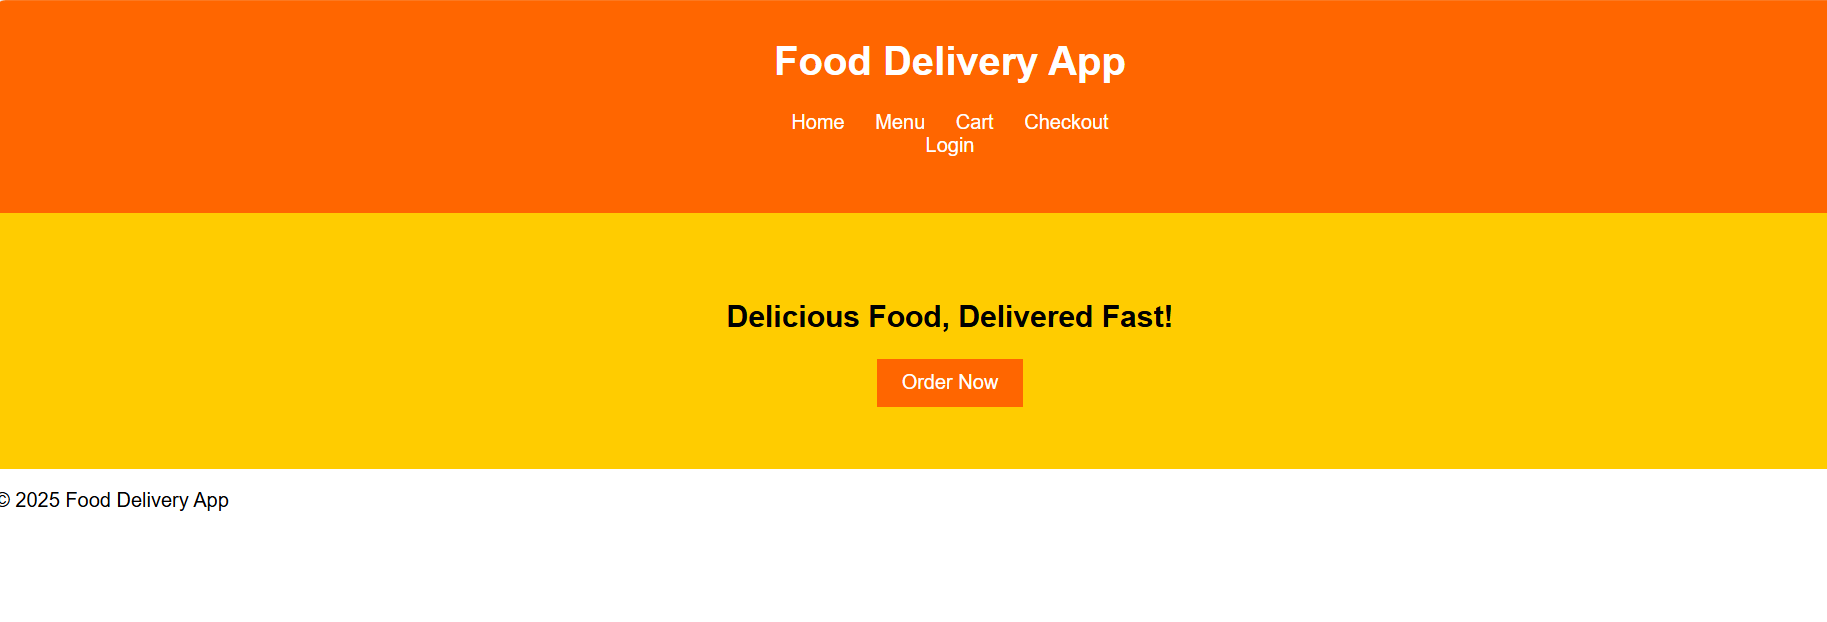 Food Delivery App
Home Menu Cart Checkout
Login
Delicious Food, Delivered Fast!
Order Now
© 2025 Food Delivery App